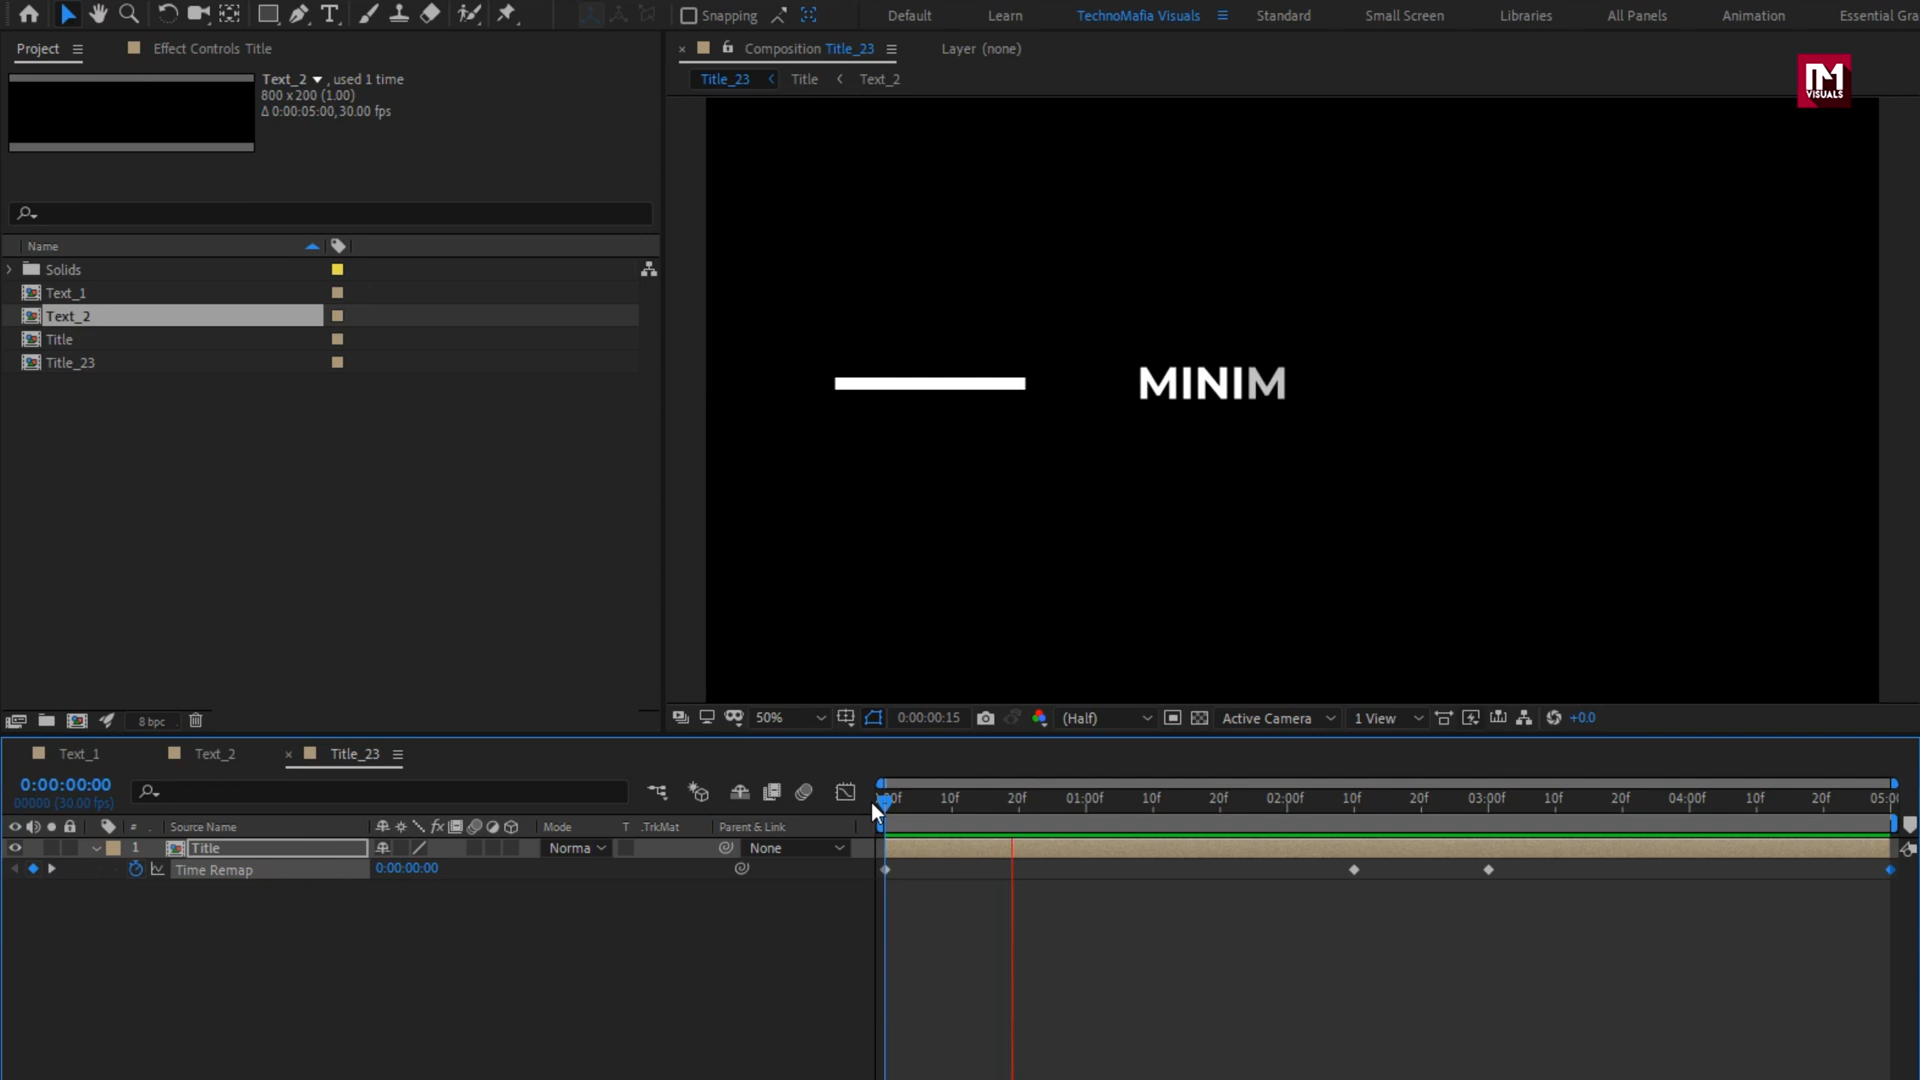 Snapping
Default
Learn
TechnoMafia Visuals
Standard
Small Screen
Libraries
All Panels
Animation
Essential Gra
Project
Effect Controls Title
Composition Title_23
Layer (none)
Text_2 , used 1 time
800 x 200 (1.00)
Δ 0:00:05:00, 30.00 fps
Title_23
Title
Text_2
VISUALS
Name
Solids
Text_1
Text_2
Title
Title_23
MINIM
8 bpc
50%
0:00:00:15
(Half)
Active Camera
1 View
+0.0
Text_1
Text_2
Title_23
0:00:00:00
00000 (30.00 fps)
:00f 10f 20f 01:00f 10f 20f 02:00f 10f 20f 03:00f 10f 20f 04:00f 10f 20f 05:00
# Source Name
fx
Mode
T .TrkMat
Parent & Link
1 Title
Norma
None
Time Remap
0:00:00:00